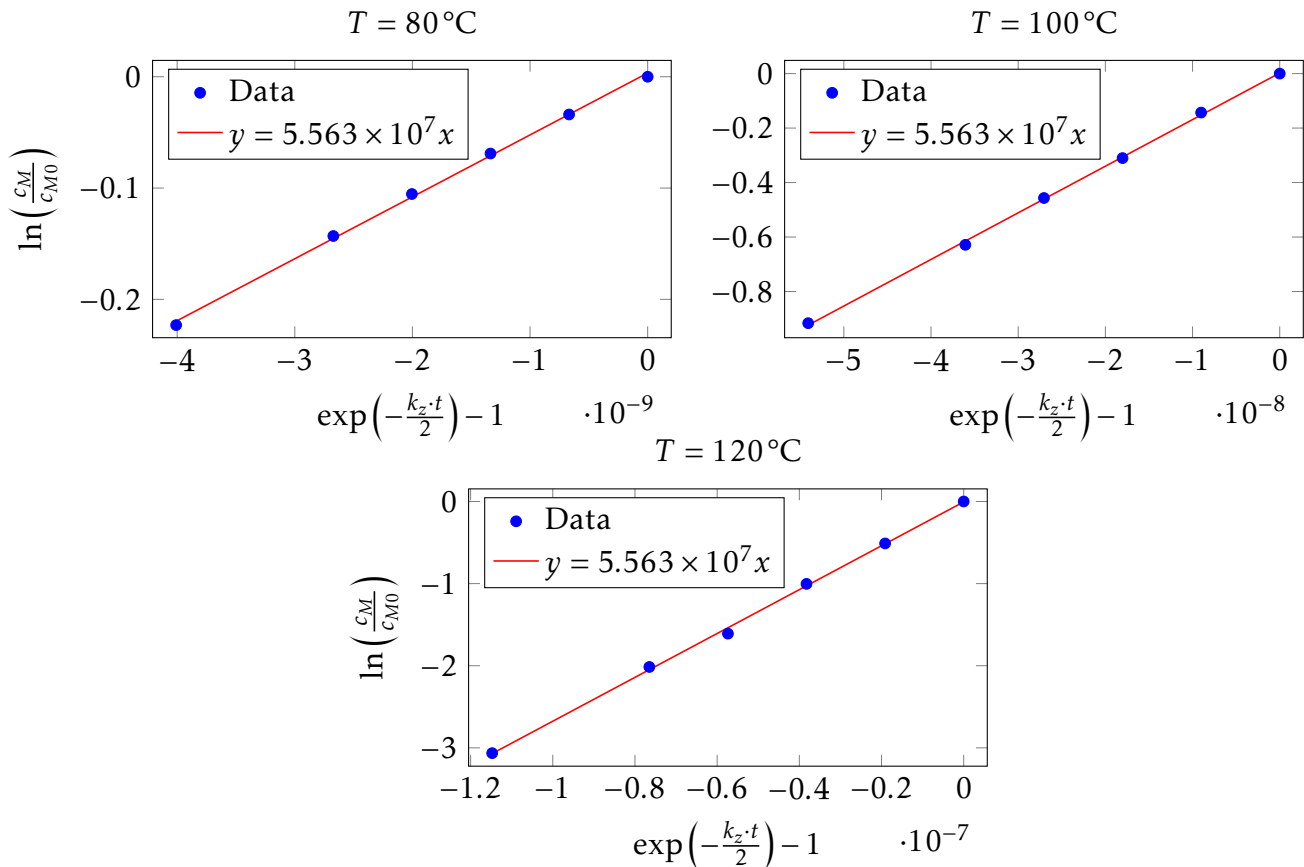 T = 80 °C
0
−0.1
−0.2
ln(c_M/c_M0)
Data
y = 5.563 × 10^7 x
−4 −3 −2 −1 0
exp(−k_z·t/2) − 1 ·10^−9
T = 100 °C
0
−0.2
−0.4
−0.6
−0.8
Data
y = 5.563 × 10^7 x
−5 −4 −3 −2 −1 0
exp(−k_z·t/2) − 1 ·10^−8
T = 120 °C
0
−1
−2
−3
ln(c_M/c_M0)
Data
y = 5.563 × 10^7 x
−1.2 −1 −0.8 −0.6 −0.4 −0.2 0
exp(−k_z·t/2) − 1 ·10^−7